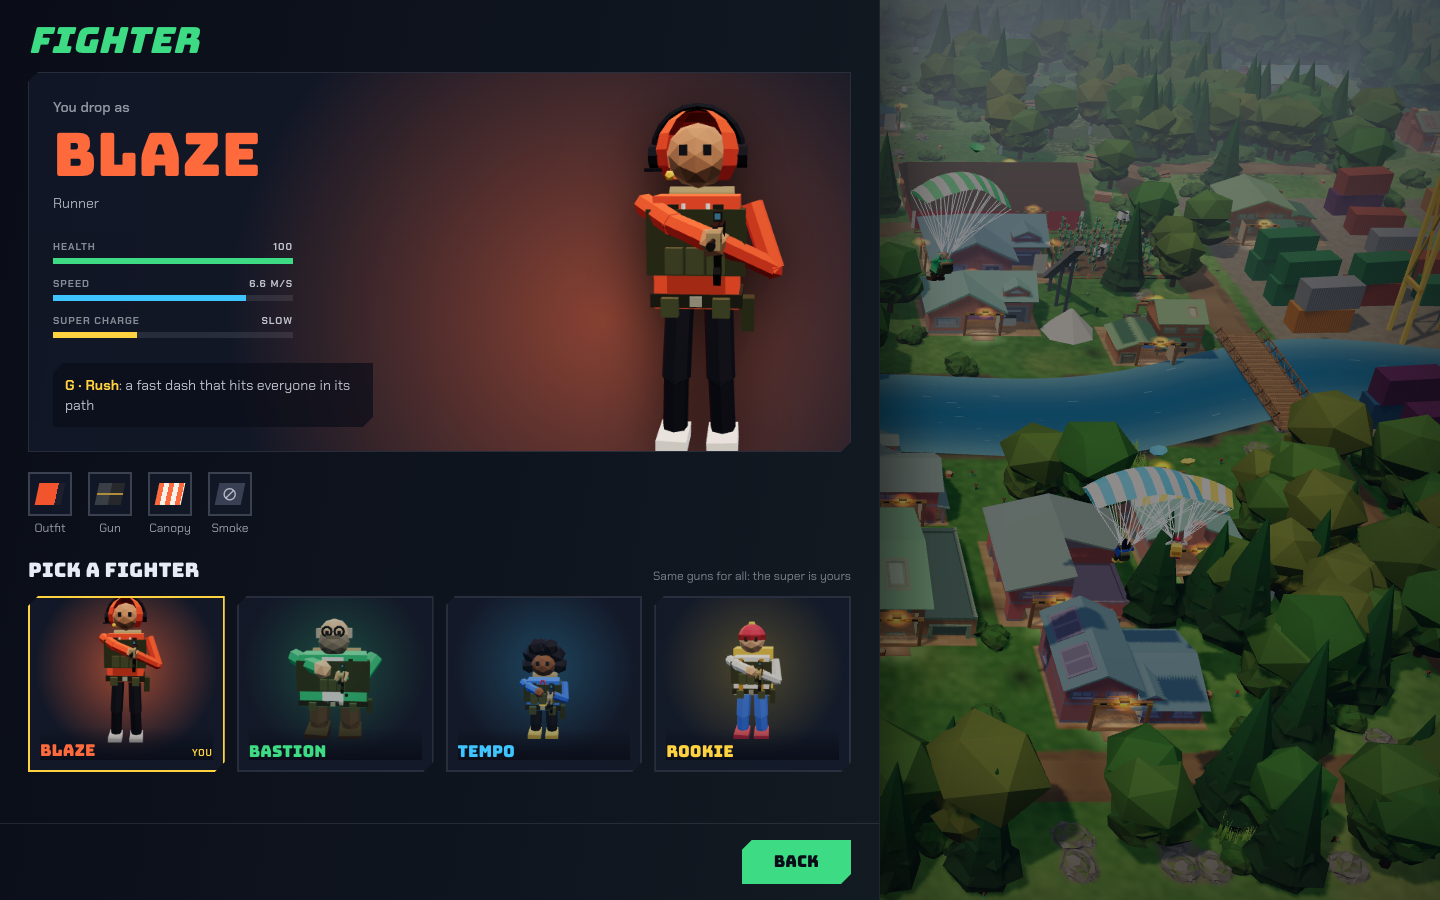 FIGHTER
You drop as
BLAZE
Runner
HEALTH 100
SPEED 6.6 M/S
SUPER CHARGE SLOW
G · Rush: a fast dash that hits everyone in its
path
Outfit Gun Canopy Smoke
PICK A FIGHTER
Same guns for all: the super is yours
BLAZE YOU
BASTION
TEMPO
ROOKIE
BACK